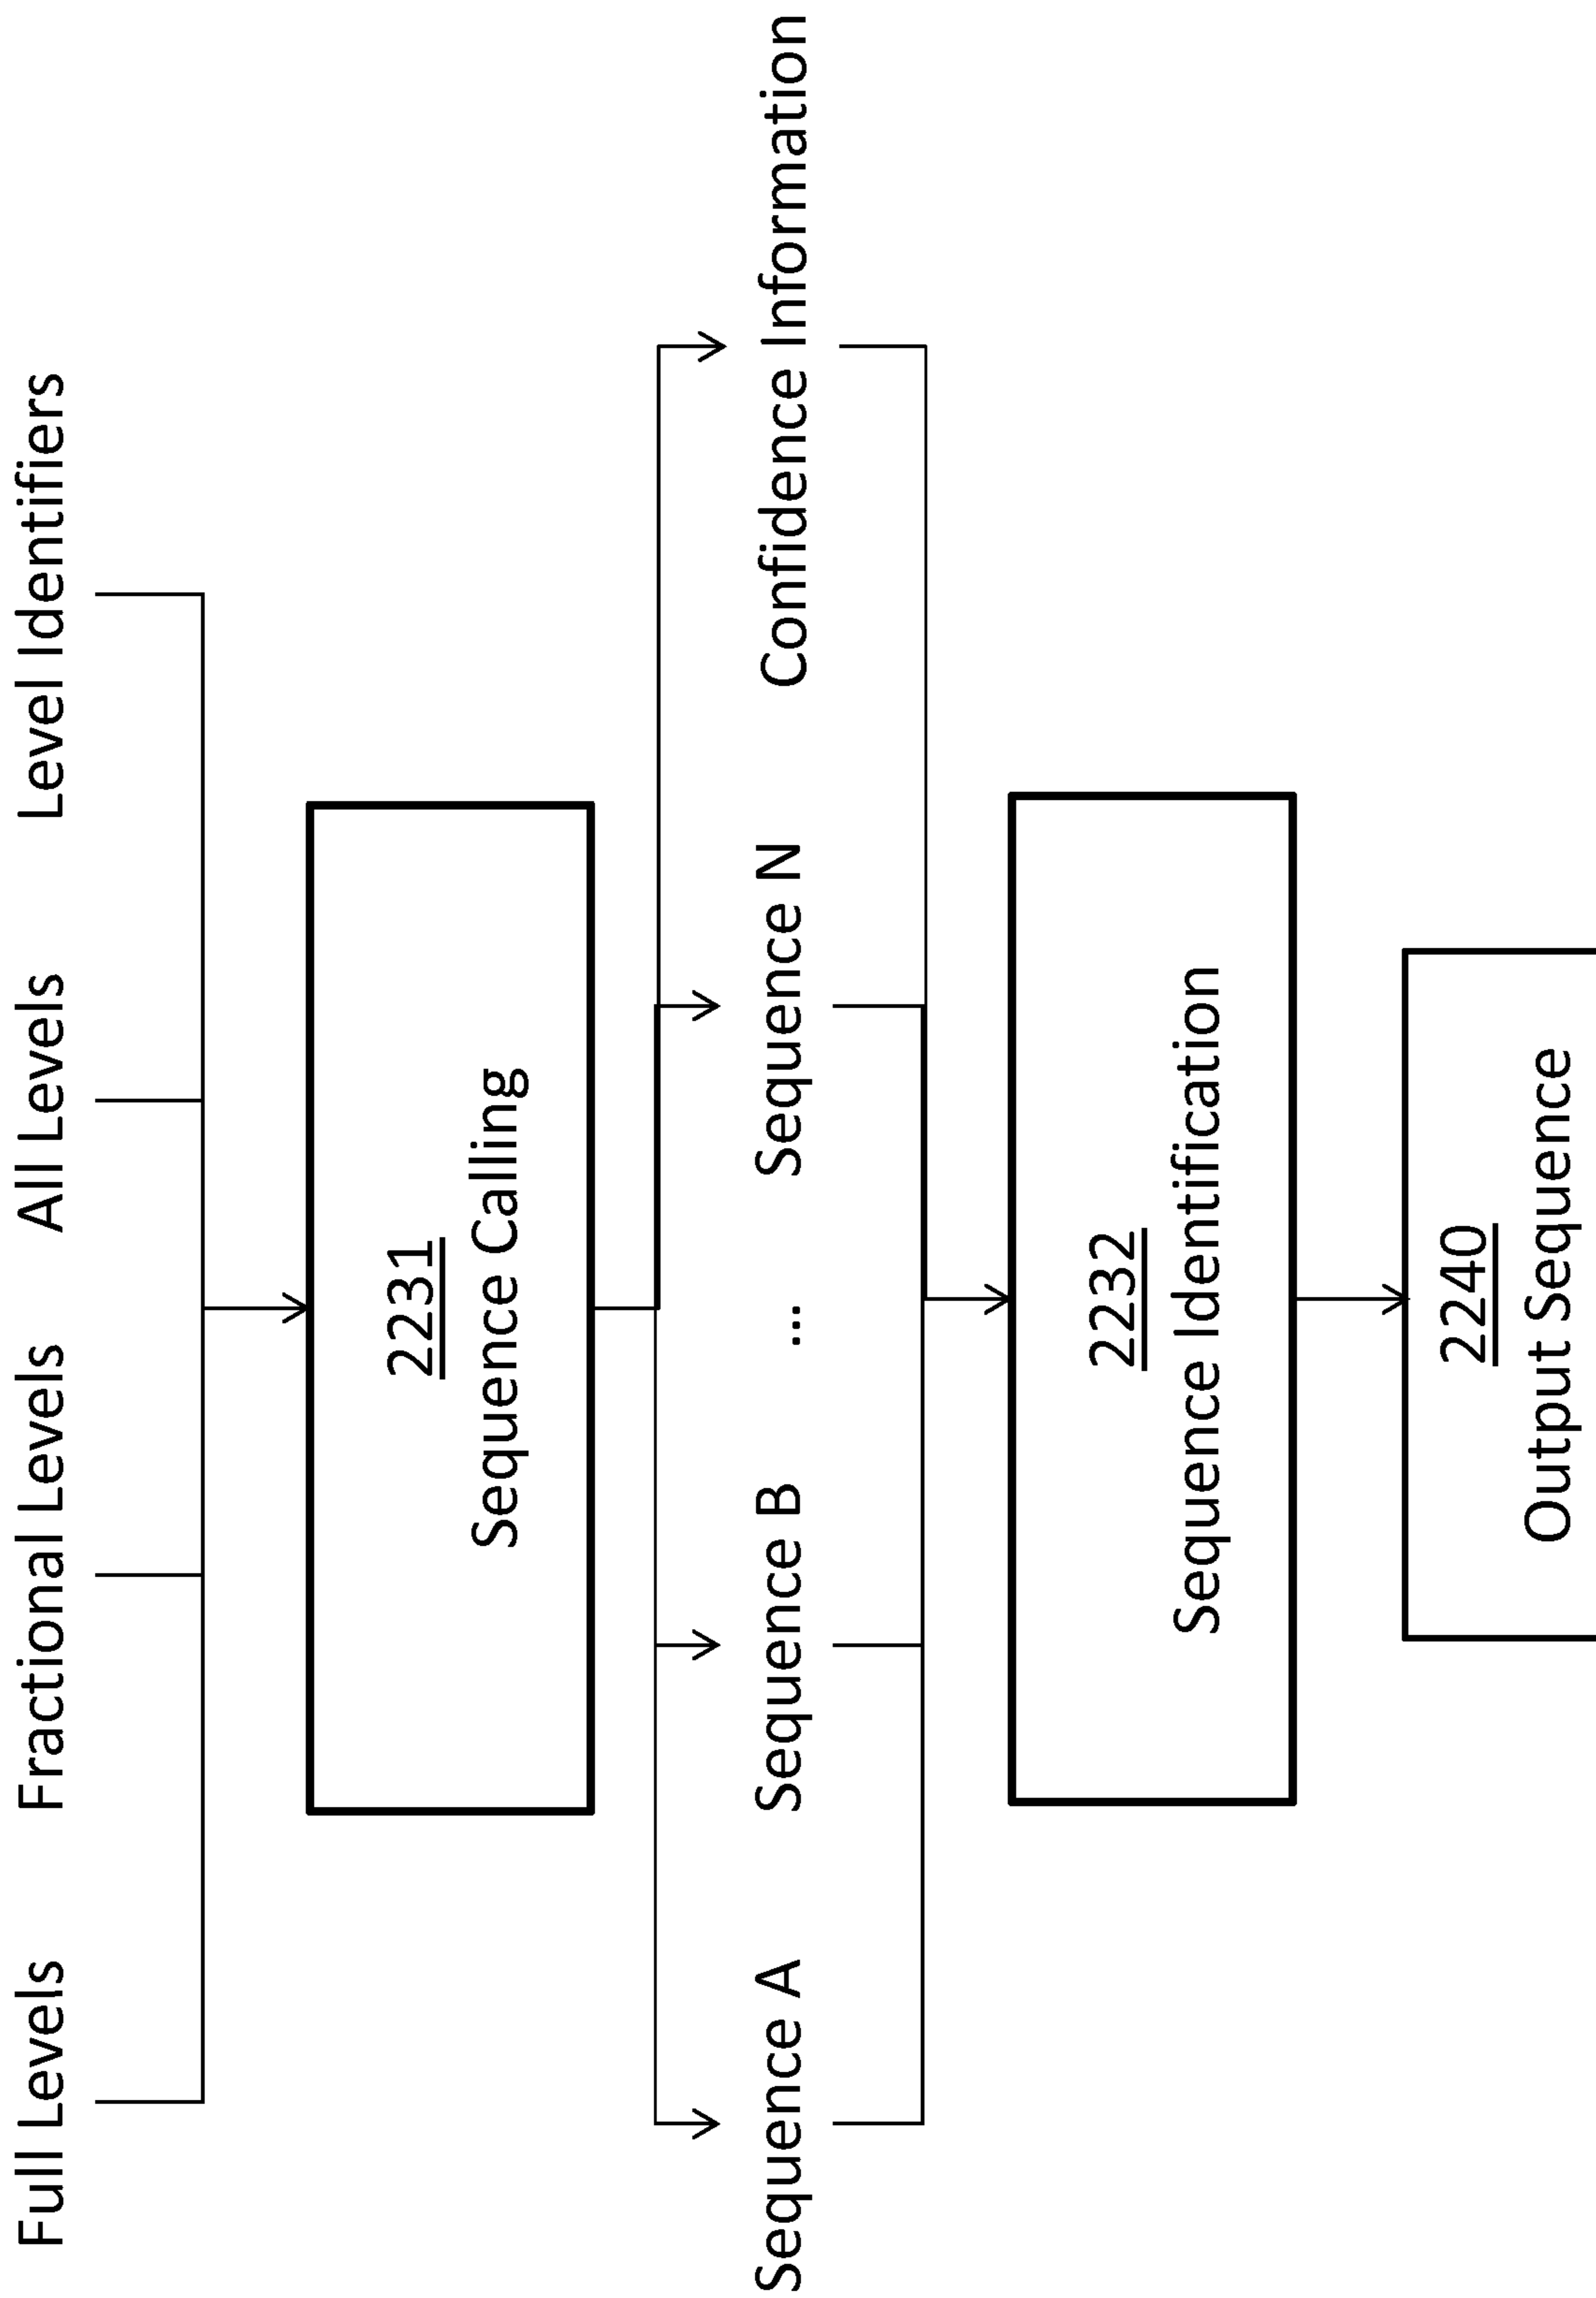 Full Levels
Fractional Levels
All Levels
Level Identifiers
2231
Sequence Calling
Sequence A
Sequence B
...
Sequence N
Confidence Information
2232
Sequence Identification
2240
Output Sequence